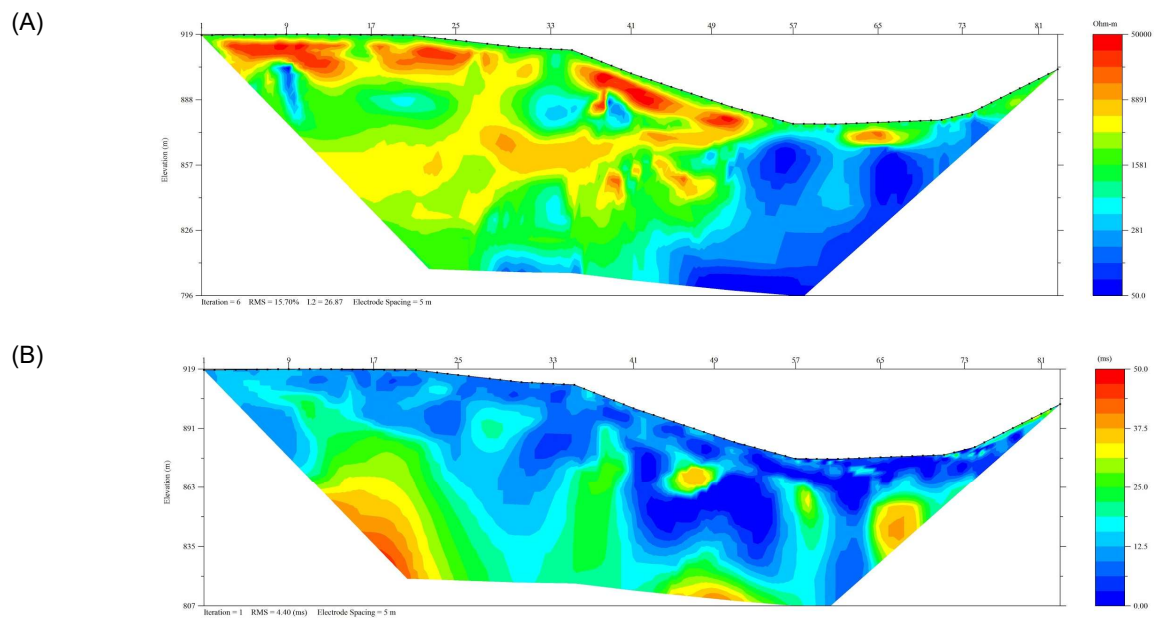 (A)
1 9 17 25 33 41 49 57 65 73 81
Ohm-m
919
888
857
826
796
Elevation (m)
50000
8891
1581
281
50.0
Iteration = 6 RMS = 15.70% L2 = 26.87 Electrode Spacing = 5 m
(B)
1 9 17 25 33 41 49 57 65 73 81
(ms)
919
891
863
835
807
Elevation (m)
50.0
37.5
25.0
12.5
0.00
Iteration = 1 RMS = 4.40 (ms) Electrode Spacing = 5 m